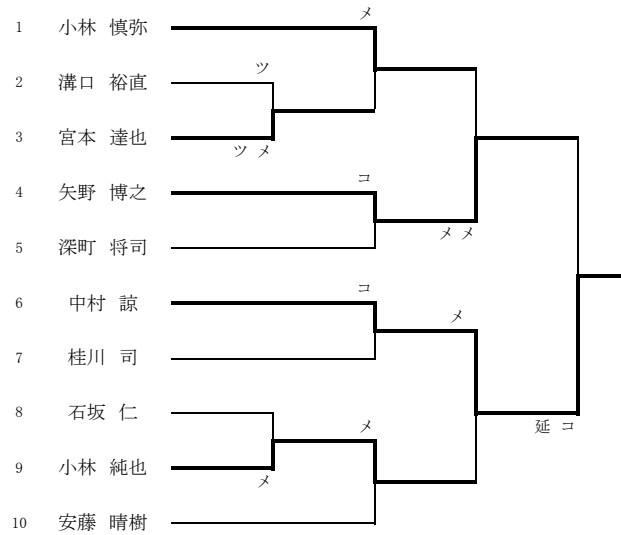 メ
1 小林 慎弥
ツ
2 溝口 裕直
3 宮本 達也
ツ メ
コ
4 矢野 博之
メ メ
5 深町 将司
コ
6 中村 諒
メ
7 桂川 司
8 石坂 仁
メ
延 コ
9 小林 純也
メ
10 安藤 晴樹